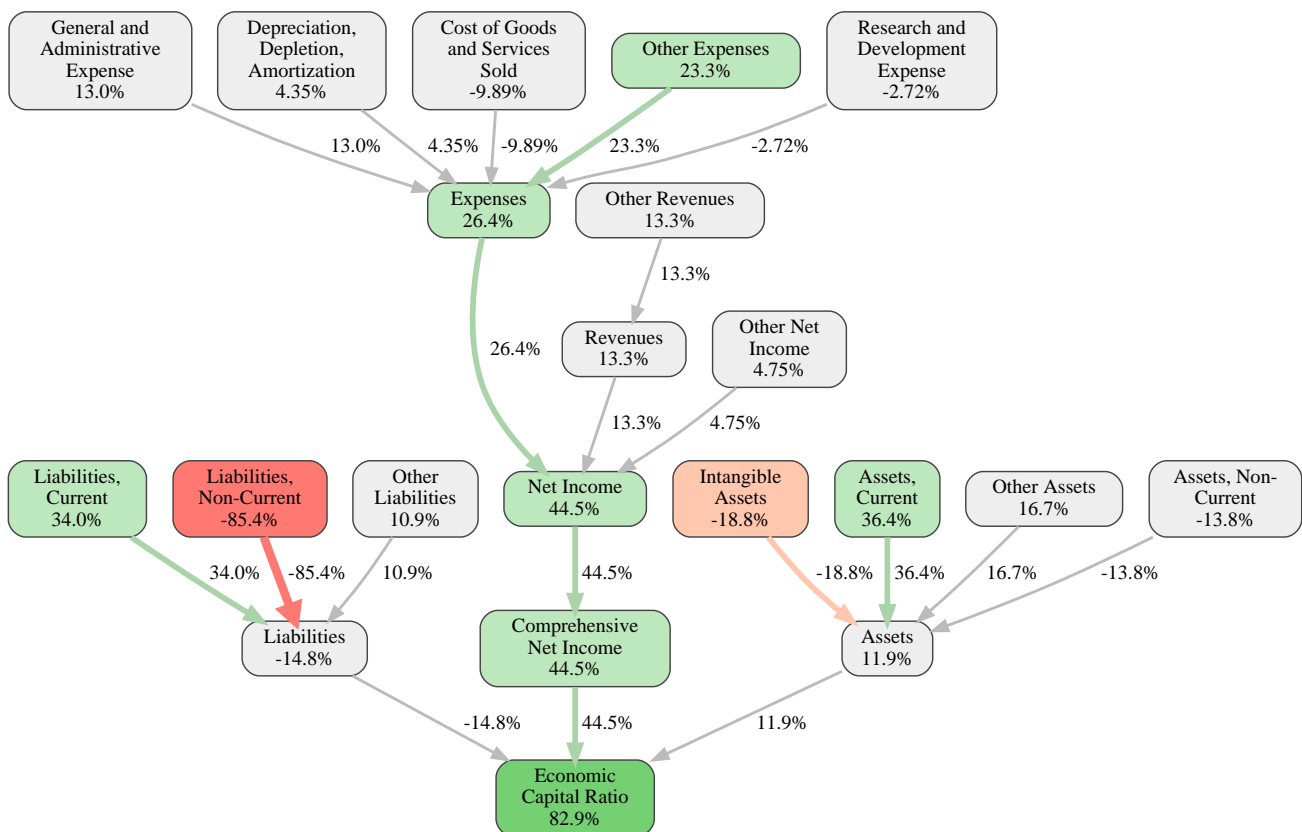 General and
Administrative
Expense
13.0%
Depreciation,
Depletion,
Amortization
4.35%
Cost of Goods
and Services
Sold
-9.89%
Other Expenses
23.3%
Research and
Development
Expense
-2.72%
13.0%
4.35%
-9.89%
23.3%
-2.72%
Expenses
26.4%
Other Revenues
13.3%
13.3%
26.4%
Revenues
13.3%
Other Net
Income
4.75%
13.3%
4.75%
Liabilities,
Current
34.0%
Liabilities,
Non-Current
-85.4%
Other
Liabilities
10.9%
Net Income
44.5%
Intangible
Assets
-18.8%
Assets,
Current
36.4%
Other Assets
16.7%
Assets, Non-
Current
-13.8%
34.0%
-85.4%
10.9%
44.5%
-18.8%
36.4%
16.7%
-13.8%
Liabilities
-14.8%
Comprehensive
Net Income
44.5%
Assets
11.9%
-14.8%
44.5%
11.9%
Economic
Capital Ratio
82.9%